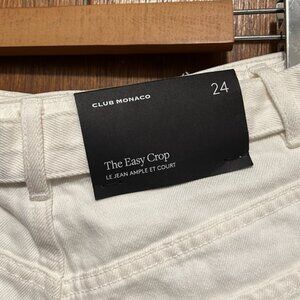 CLUB MONACO
24
The Easy Crop
LE JEAN AMPLE ET COURT